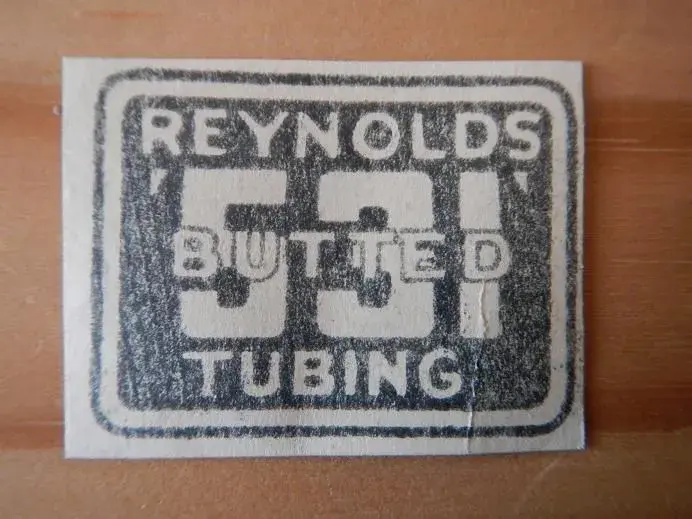 REYNOLDS
'531'
BUTTED
TUBING